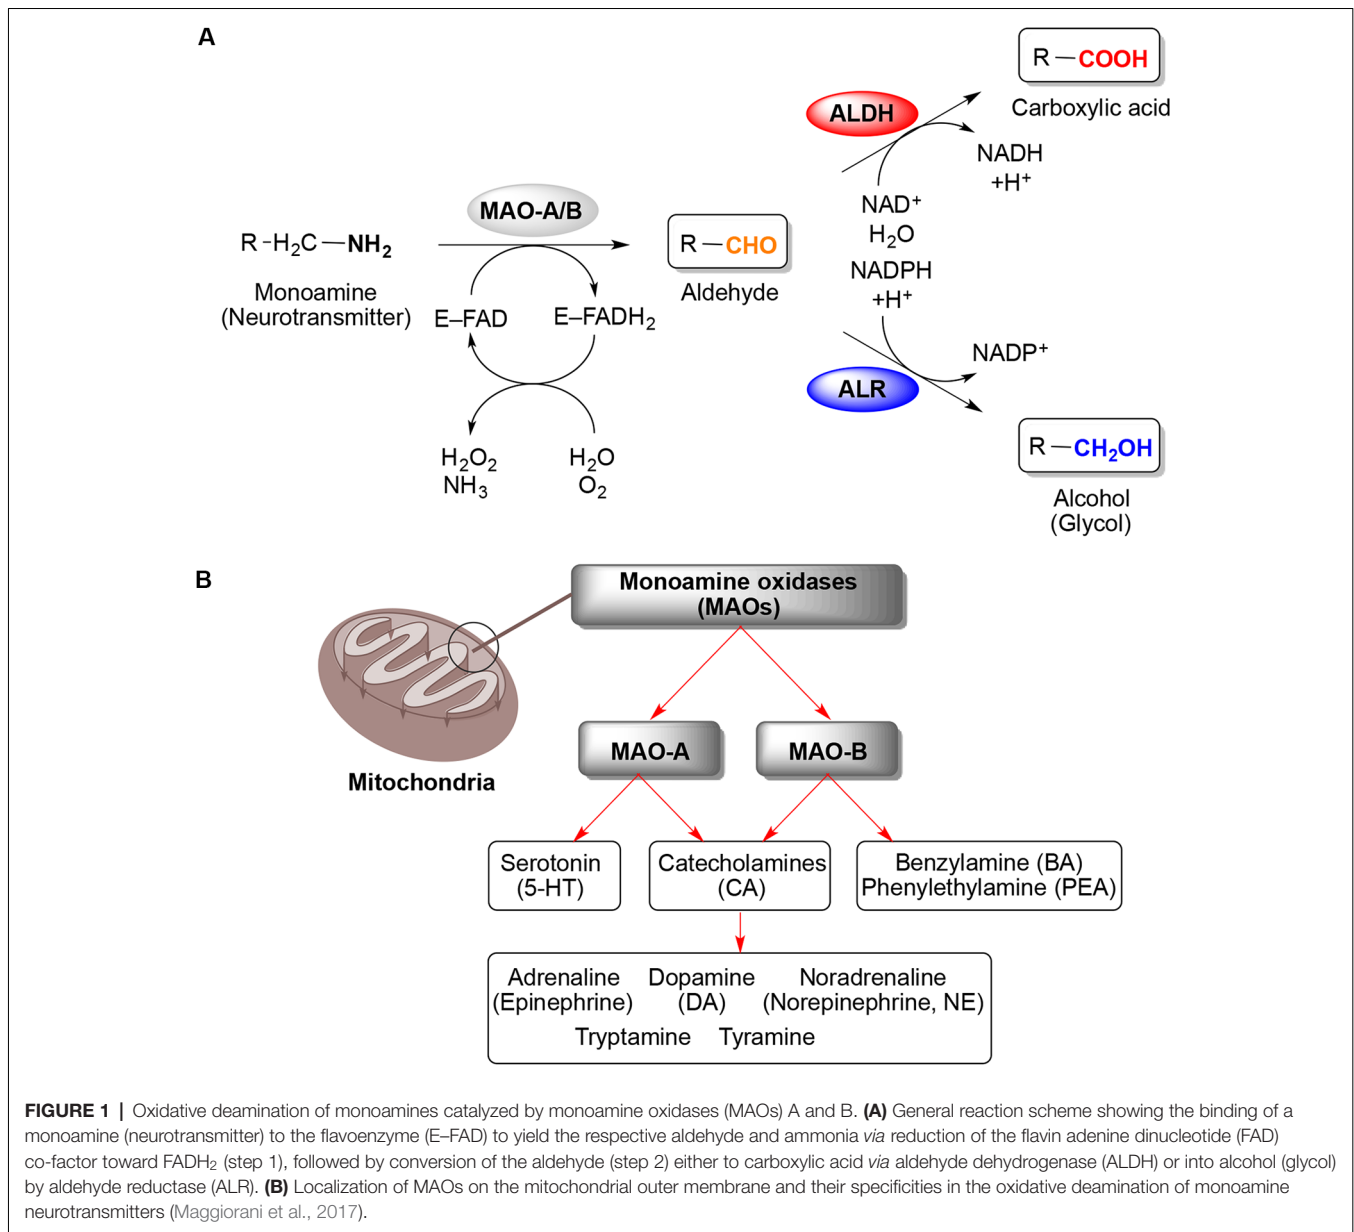 A
R—COOH
Carboxylic acid
ALDH
NADH
+H⁺
NAD⁺
H₂O
MAO-A/B
R-H₂C—NH₂
Monoamine
(Neurotransmitter)
R—CHO
Aldehyde
E–FAD
E–FADH₂
NADPH
+H⁺
NADP⁺
ALR
H₂O₂
NH₃
H₂O
O₂
R—CH₂OH
Alcohol
(Glycol)
B
Monoamine oxidases
(MAOs)
Mitochondria
MAO-A
MAO-B
Serotonin
(5-HT)
Catecholamines
(CA)
Benzylamine (BA)
Phenylethylamine (PEA)
Adrenaline
(Epinephrine)
Dopamine
(DA)
Noradrenaline
(Norepinephrine, NE)
Tryptamine
Tyramine
FIGURE 1 | Oxidative deamination of monoamines catalyzed by monoamine oxidases (MAOs) A and B. (A) General reaction scheme showing the binding of a
monoamine (neurotransmitter) to the flavoenzyme (E–FAD) to yield the respective aldehyde and ammonia via reduction of the flavin adenine dinucleotide (FAD)
co-factor toward FADH₂ (step 1), followed by conversion of the aldehyde (step 2) either to carboxylic acid via aldehyde dehydrogenase (ALDH) or into alcohol (glycol)
by aldehyde reductase (ALR). (B) Localization of MAOs on the mitochondrial outer membrane and their specificities in the oxidative deamination of monoamine
neurotransmitters (Maggiorani et al., 2017).